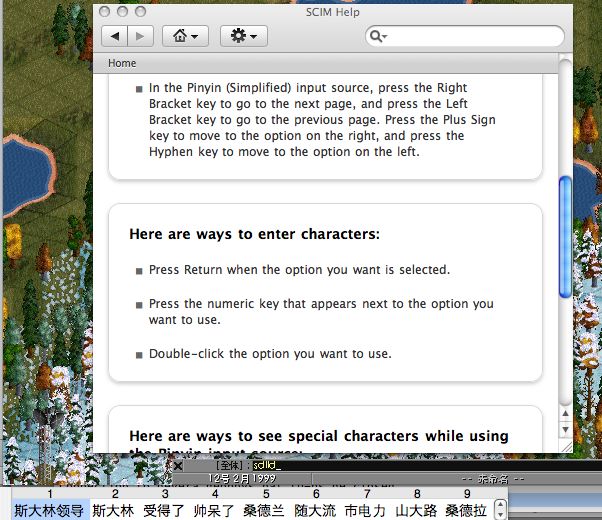 SCIM Help
Home
In the Pinyin (Simplified) input source, press the Right
Bracket key to go to the next page, and press the Left
Bracket key to go to the previous page. Press the Plus Sign
key to move to the option on the right, and press the
Hyphen key to move to the option on the left.
Here are ways to enter characters:
Press Return when the option you want is selected.
Press the numeric key that appears next to the option you
want to use.
Double-click the option you want to use.
Here are ways to see special characters while using
the Pinyin input source:
[全体] : sdlld_
12号 2月 1999 -- 未命名 --
1 2 3 4 5 6 7 8 9
斯大林领导 斯大林 受得了 帅呆了 桑德兰 随大流 市电力 山大路 桑德拉